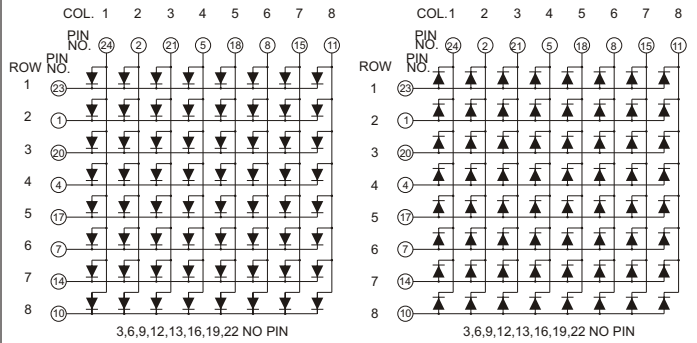 COL. 1 2 3 4 5 6 7 8
PIN NO. 24 2 21 5 18 8 15 11
ROW PIN NO.
1 23
2 1
3 20
4 4
5 17
6 7
7 14
8 10
3,6,9,12,13,16,19,22 NO PIN
COL.1 2 3 4 5 6 7 8
PIN NO. 24 2 21 5 18 8 15 11
ROW PIN NO.
1 23
2 1
3 20
4 4
5 17
6 7
7 14
8 10
3,6,9,12,13,16,19,22 NO PIN